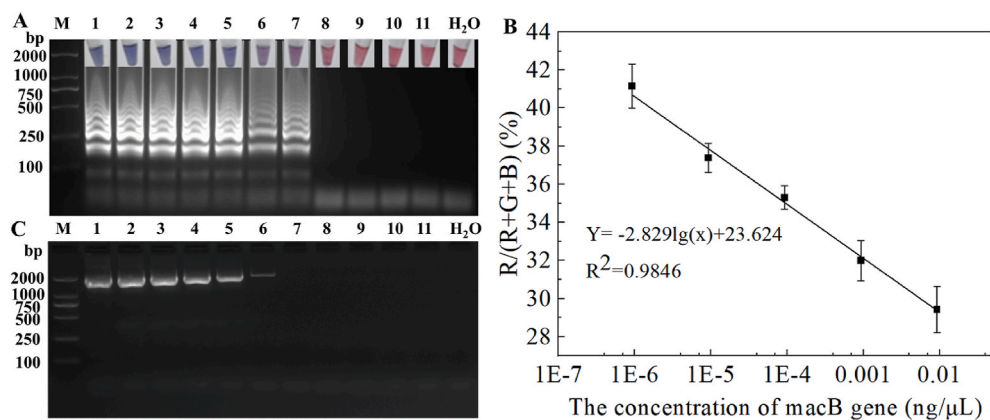 A M 1 2 3 4 5 6 7 8 9 10 11 H₂O
bp
2000
1000
750
500
250
100
C M 1 2 3 4 5 6 7 8 9 10 11 H₂O
bp
2000
1000
750
500
250
100
B
R/(R+G+B) (%)
44
42
40
38
36
34
32
30
28
Y= -2.829lg(x)+23.624
R²=0.9846
1E-7 1E-6 1E-5 1E-4 0.001 0.01
The concentration of macB gene (ng/μL)